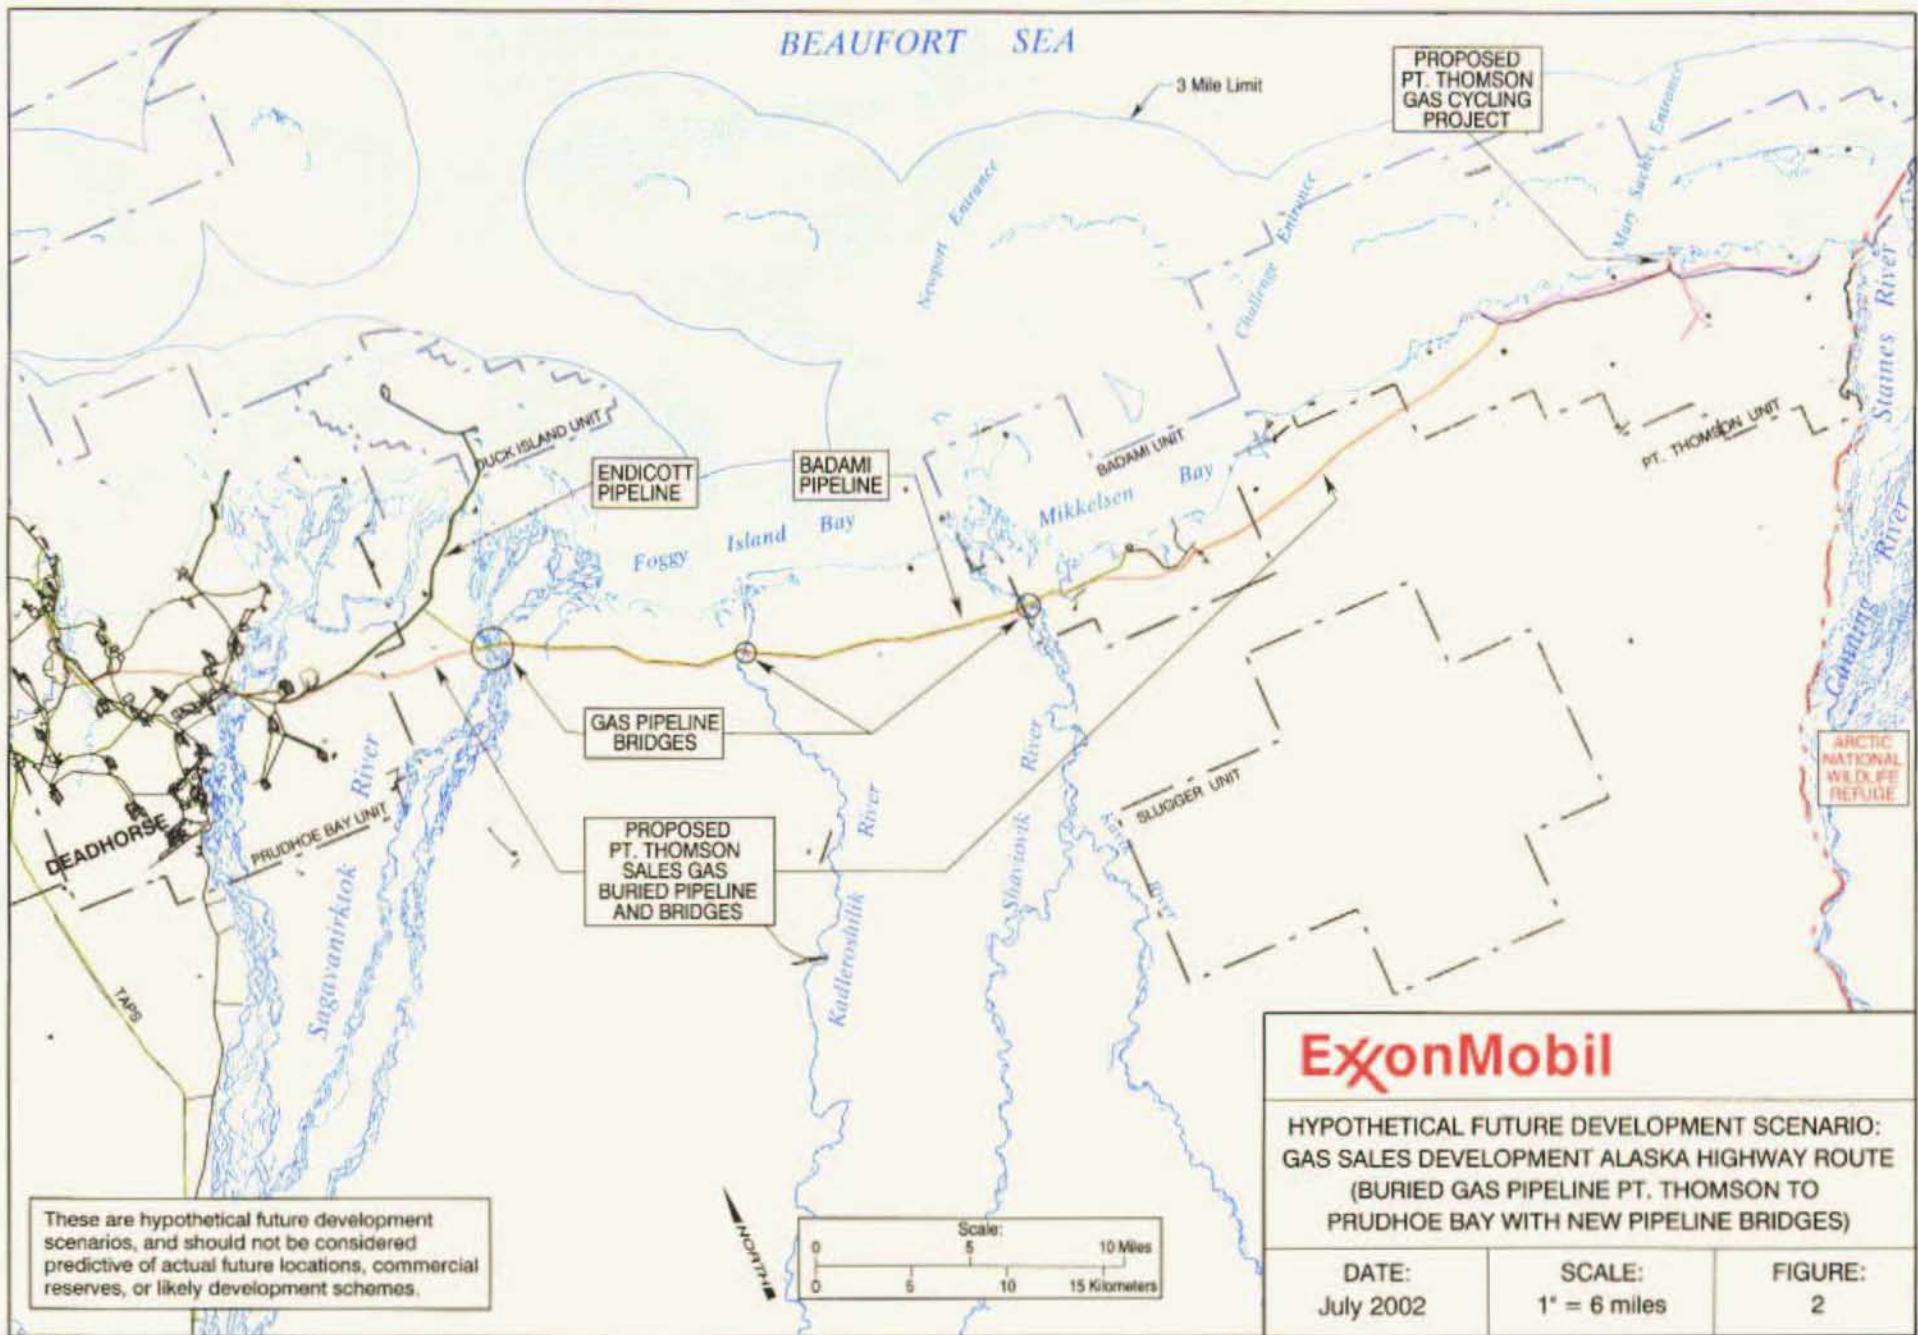 BEAUFORT SEA
3 Mile Limit
PROPOSED
PT. THOMSON
GAS CYCLING
PROJECT
Newport Entrance
Challenge Entrance
Mary Sachs Entrance
Staines River
DUCK ISLAND UNIT
ENDICOTT
PIPELINE
BADAMI
PIPELINE
BADAMI UNIT
PT. THOMSON UNIT
Foggy Island Bay
Mikkelsen Bay
Canning River
GAS PIPELINE
BRIDGES
ARCTIC
NATIONAL
WILDLIFE
REFUGE
SLUGGER UNIT
DEADHORSE
PRUDHOE BAY UNIT
Sagavanirktok River
PROPOSED
PT. THOMSON
SALES GAS
BURIED PIPELINE
AND BRIDGES
Kadleroshilik River
Shaviovik River
River
TAPS
These are hypothetical future development
scenarios, and should not be considered
predictive of actual future locations, commercial
reserves, or likely development schemes.
NORTH
Scale:
0 5 10 Miles
0 5 10 15 Kilometers
ExxonMobil
HYPOTHETICAL FUTURE DEVELOPMENT SCENARIO:
GAS SALES DEVELOPMENT ALASKA HIGHWAY ROUTE
(BURIED GAS PIPELINE PT. THOMSON TO
PRUDHOE BAY WITH NEW PIPELINE BRIDGES)
DATE:
July 2002
SCALE:
1" = 6 miles
FIGURE:
2